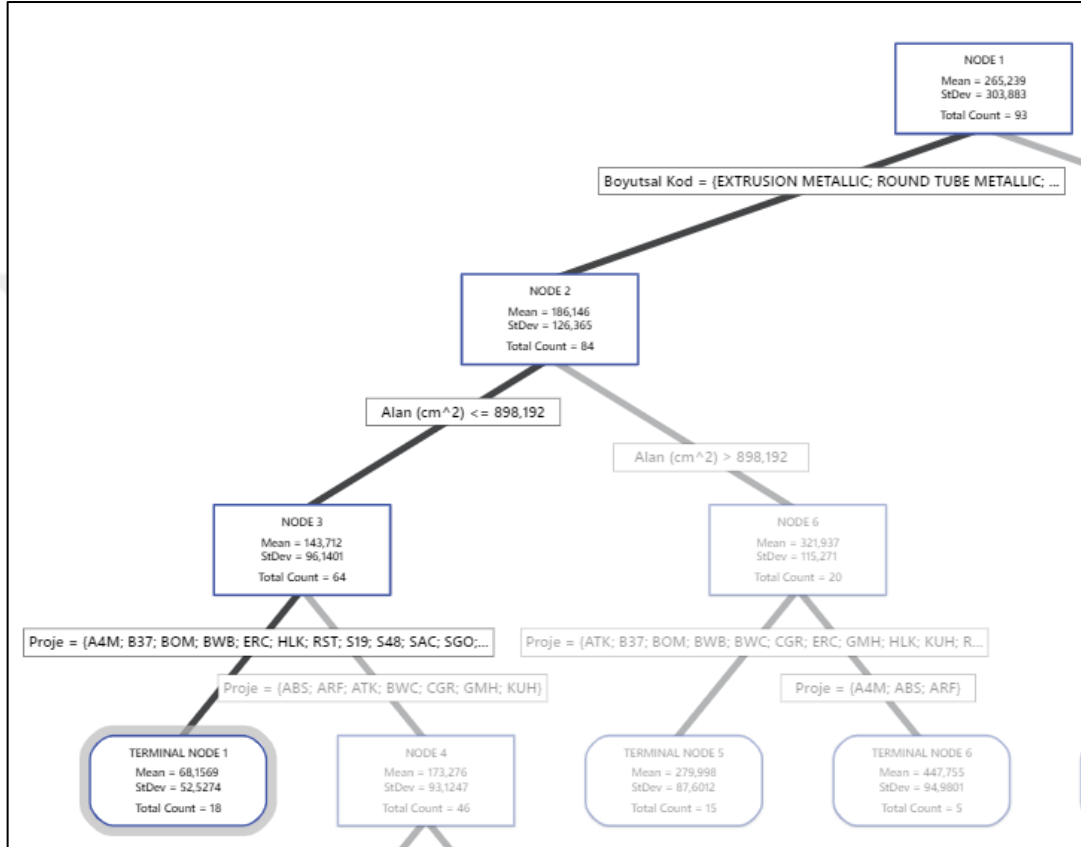 NODE 1
Mean = 265,239
StDev = 303,883
Total Count = 93
Boyutsal Kod = {EXTRUSION METALLIC; ROUND TUBE METALLIC; ...
NODE 2
Mean = 186,146
StDev = 126,365
Total Count = 84
Alan (cm^2) <= 898,192
Alan (cm^2) > 898,192
NODE 3
Mean = 143,712
StDev = 96,1401
Total Count = 64
NODE 6
Mean = 321,937
StDev = 115,271
Total Count = 20
Proje = {A4M; B37; BOM; BWB; ERC; HLK; RST; S19; S48; SAC; SGO;...
Proje = {ATK; B37; BOM; BWB; BWC; CGR; ERC; GMH; HLK; KUH; R...
Proje = {ABS; ARF; ATK; BWC; CGR; GMH; KUH}
Proje = {A4M; ABS; ARF}
TERMINAL NODE 1
Mean = 68,1569
StDev = 52,5274
Total Count = 18
NODE 4
Mean = 173,276
StDev = 93,1247
Total Count = 46
TERMINAL NODE 5
Mean = 279,998
StDev = 87,6012
Total Count = 15
TERMINAL NODE 6
Mean = 447,755
StDev = 94,9801
Total Count = 5